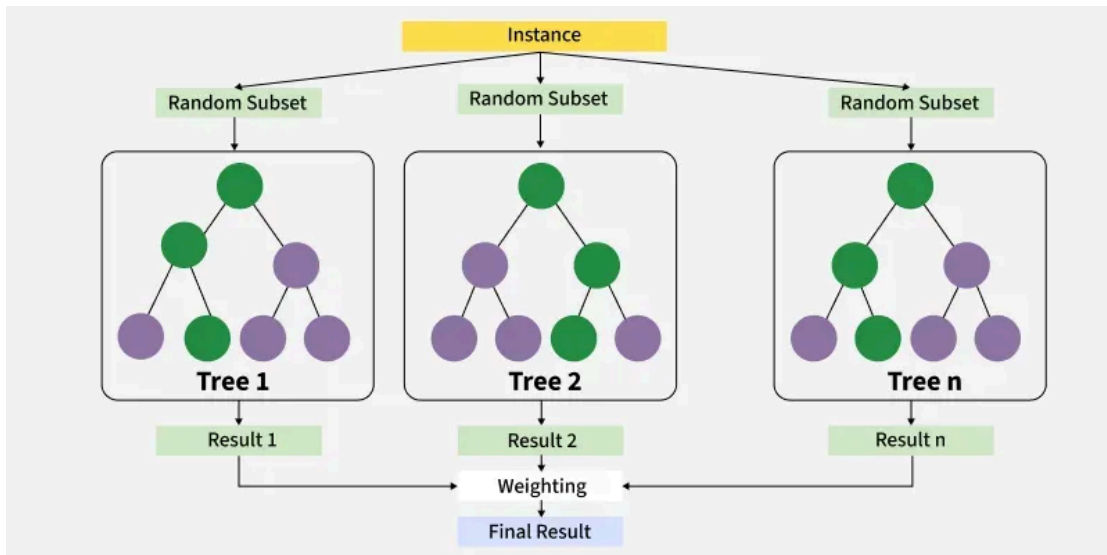 Instance
Random Subset
Random Subset
Random Subset
Tree 1
Tree 2
Tree n
Result 1
Result 2
Result n
Weighting
Final Result